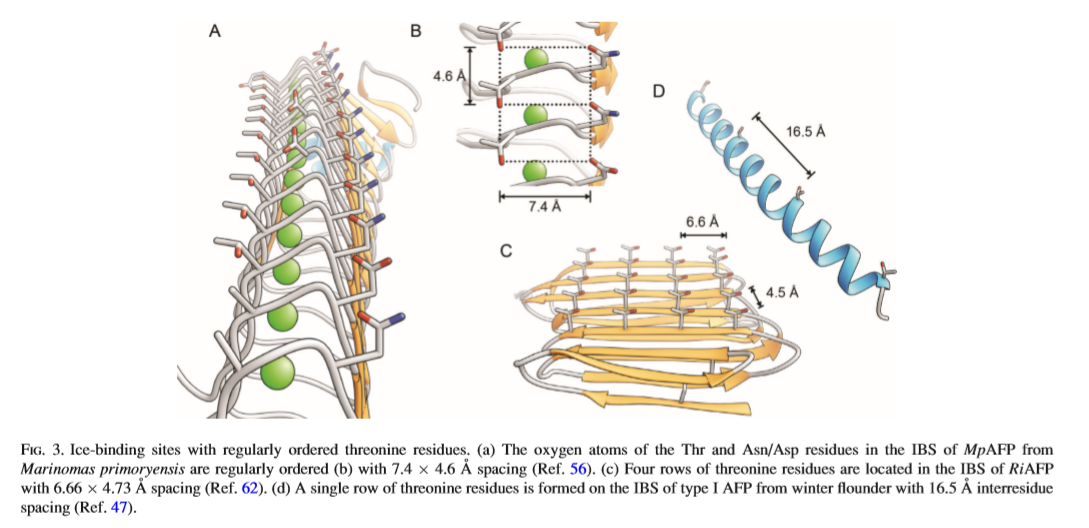 A
B
4.6 Å
7.4 Å
D
16.5 Å
C
6.6 Å
4.5 Å
FIG. 3. Ice-binding sites with regularly ordered threonine residues. (a) The oxygen atoms of the Thr and Asn/Asp residues in the IBS of MpAFP from
Marinomas primoryensis are regularly ordered (b) with 7.4 × 4.6 Å spacing (Ref. 56). (c) Four rows of threonine residues are located in the IBS of RiAFP
with 6.66 × 4.73 Å spacing (Ref. 62). (d) A single row of threonine residues is formed on the IBS of type I AFP from winter flounder with 16.5 Å interresidue
spacing (Ref. 47).